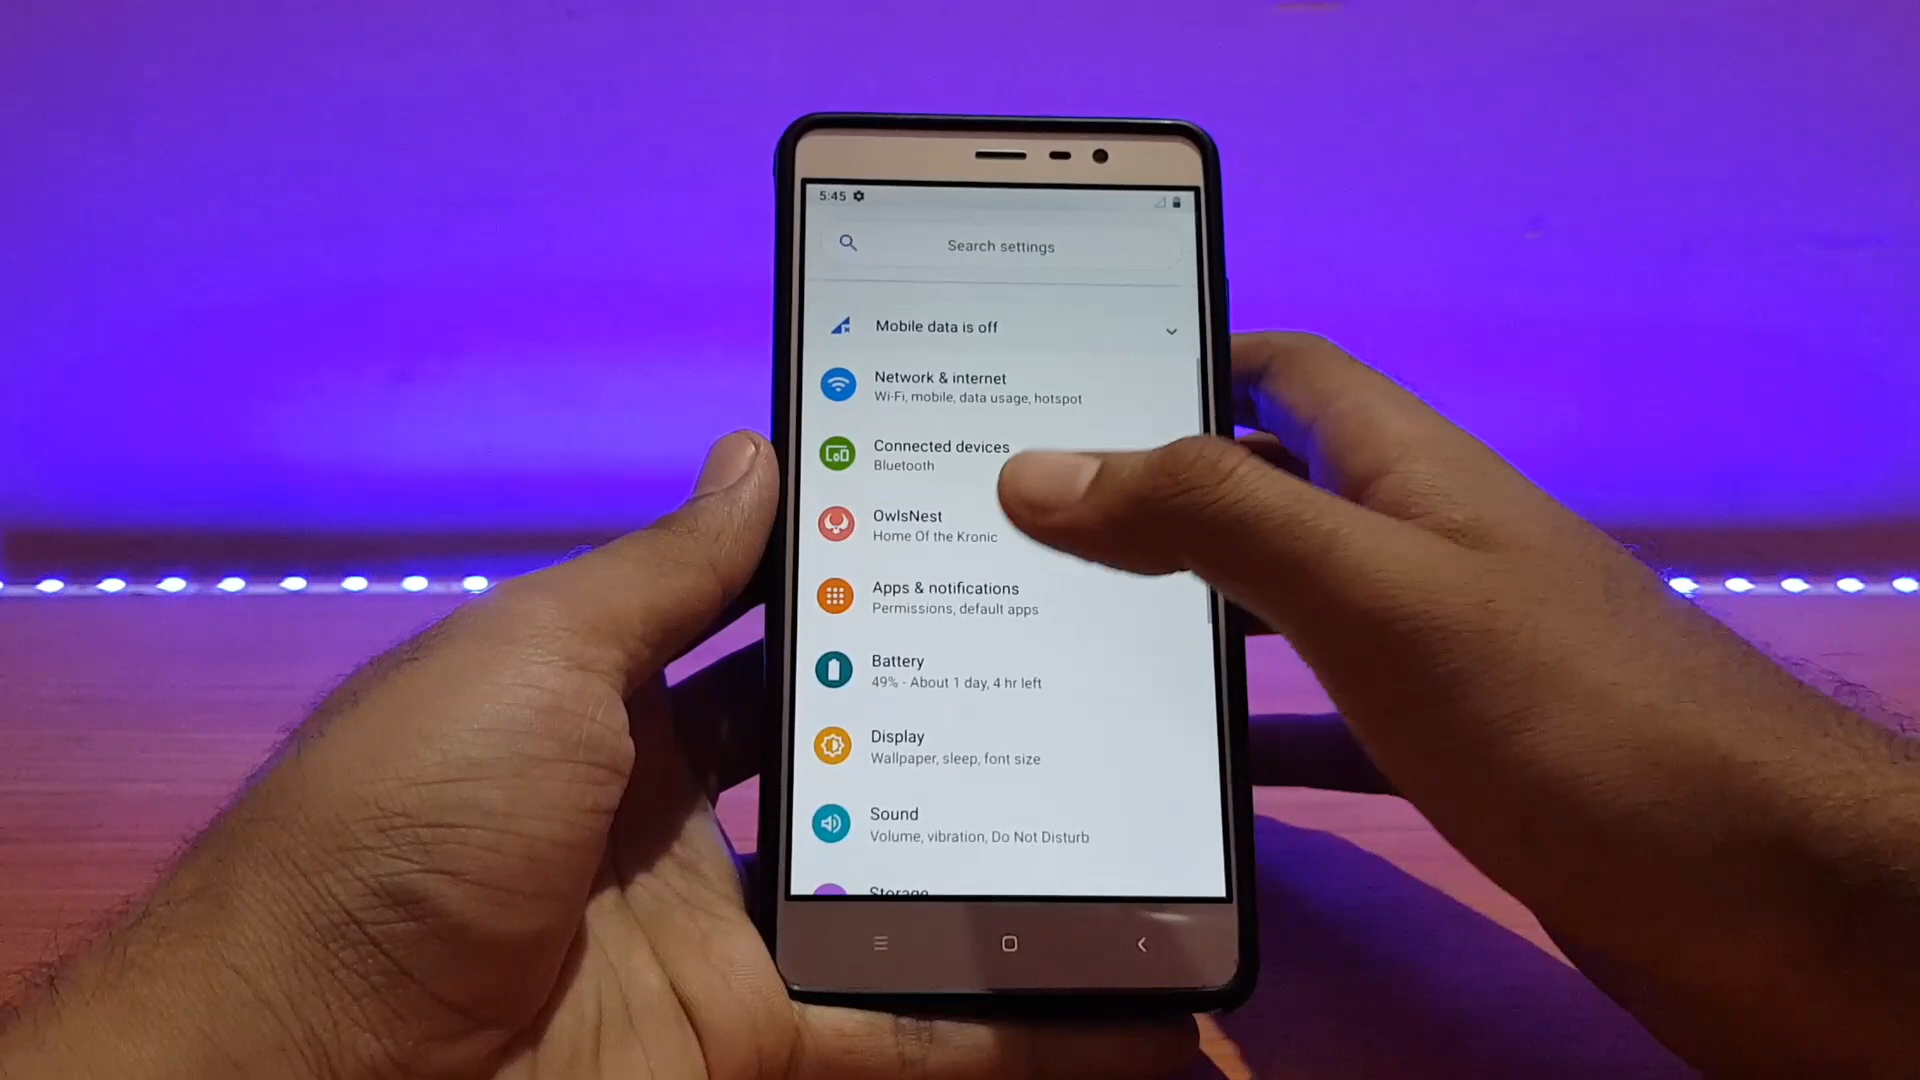 5:45
Search settings
Mobile data is off
Network & internet
Wi-Fi, mobile, data usage, hotspot
Connected devices
Bluetooth
OwlsNest
Home Of the Kronic
Apps & notifications
Permissions, default apps
Battery
49% - About 1 day, 4 hr left
Display
Wallpaper, sleep, font size
Sound
Volume, vibration, Do Not Disturb
Storage